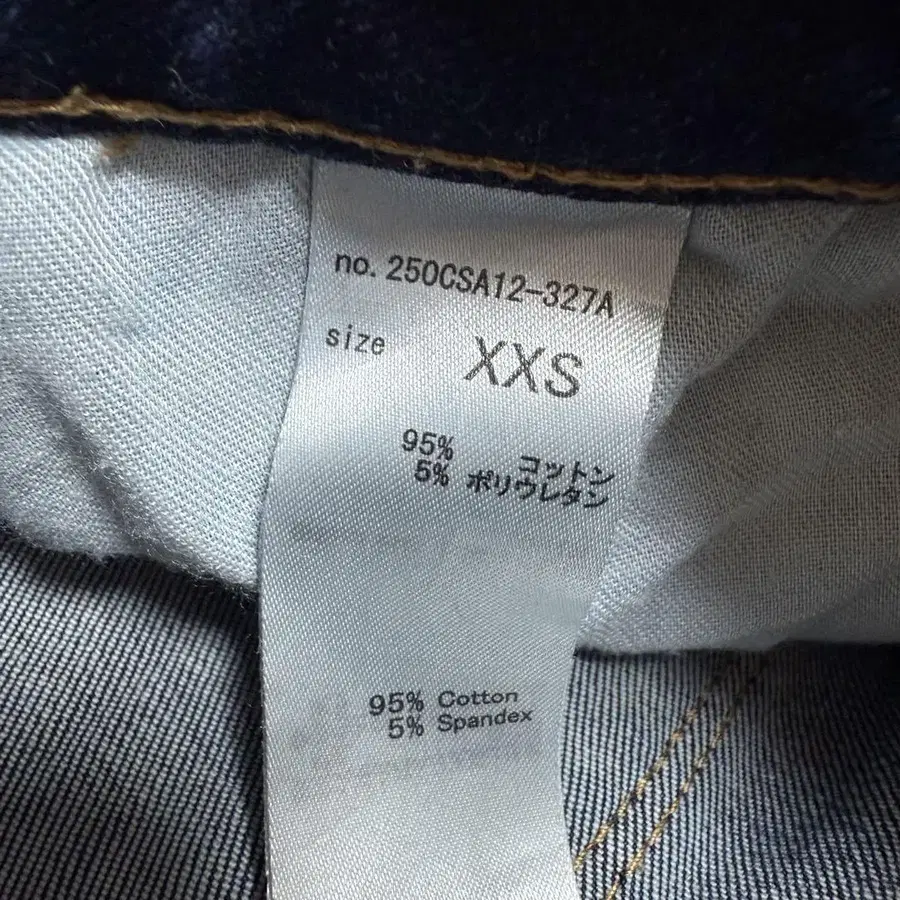 no. 250CSA12-327A
size XXS
95% コットン
5% ポリウレタン
95% Cotton
5% Spandex